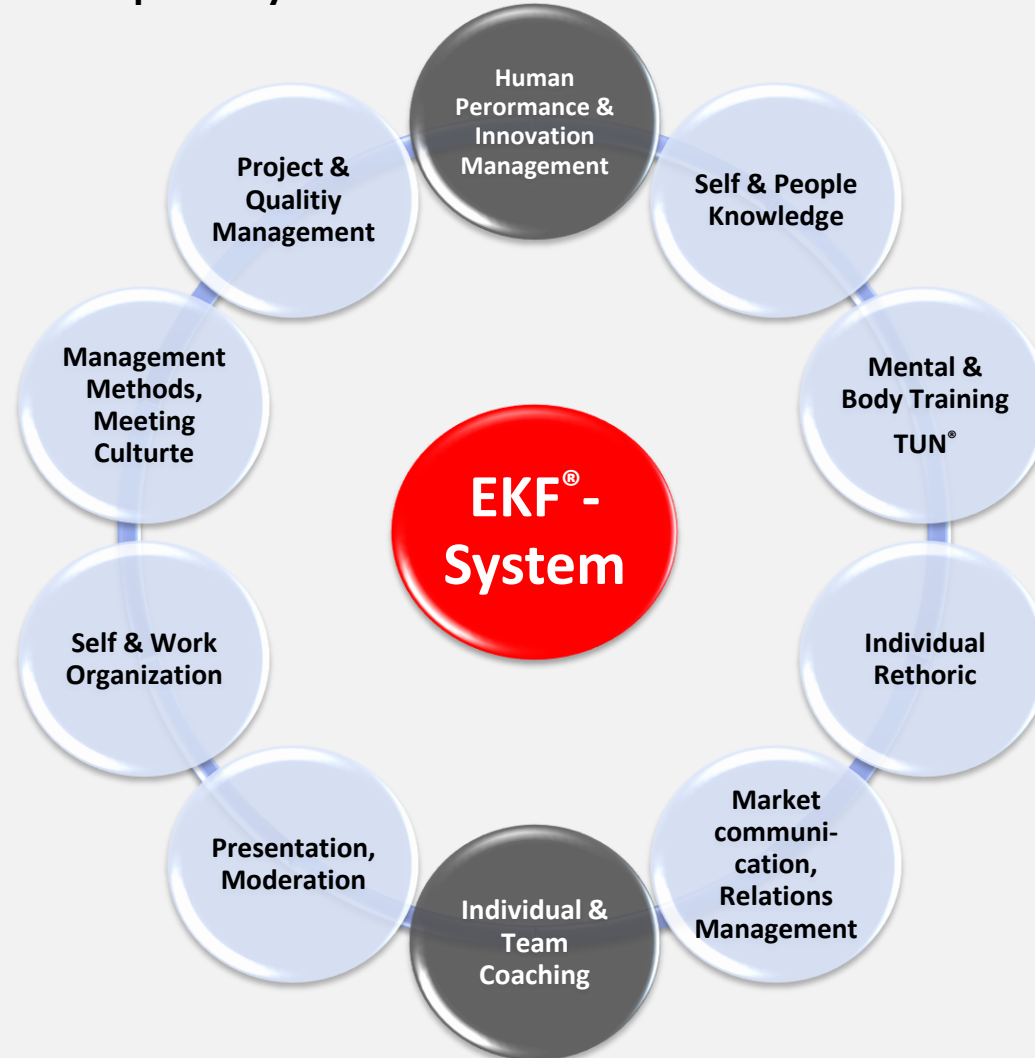 Human
Perormance &
Innovation
Management
Self & People
Knowledge
Mental &
Body Training
TUN®
Individual
Rethoric
Market
communi-
cation,
Relations
Management
Individual &
Team
Coaching
Presentation,
Moderation
Self & Work
Organization
Management
Methods,
Meeting
Culturte
Project &
Qualitiy
Management
EKF®-
System